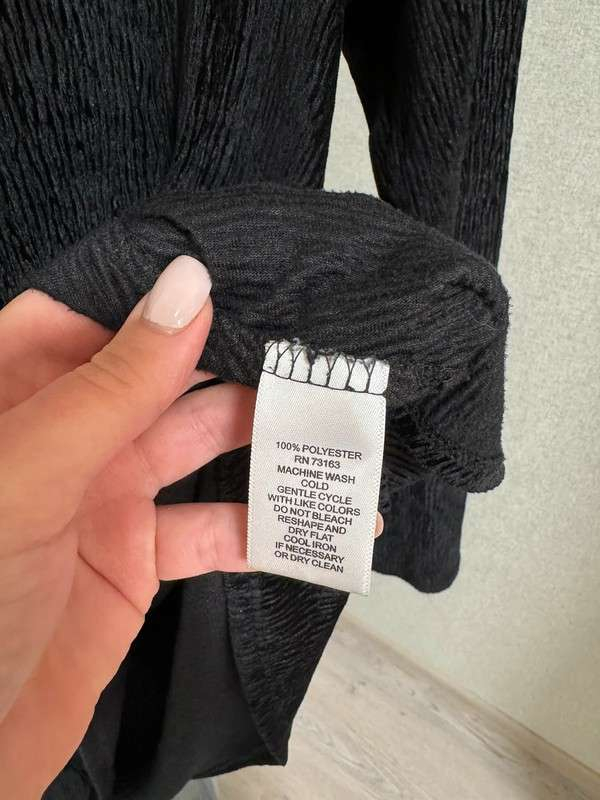 100% POLYESTER
RN 73163
MACHINE WASH
COLD
GENTLE CYCLE
WITH LIKE COLORS
DO NOT BLEACH
RESHAPE AND
DRY FLAT
COOL IRON
IF NECESSARY
OR DRY CLEAN